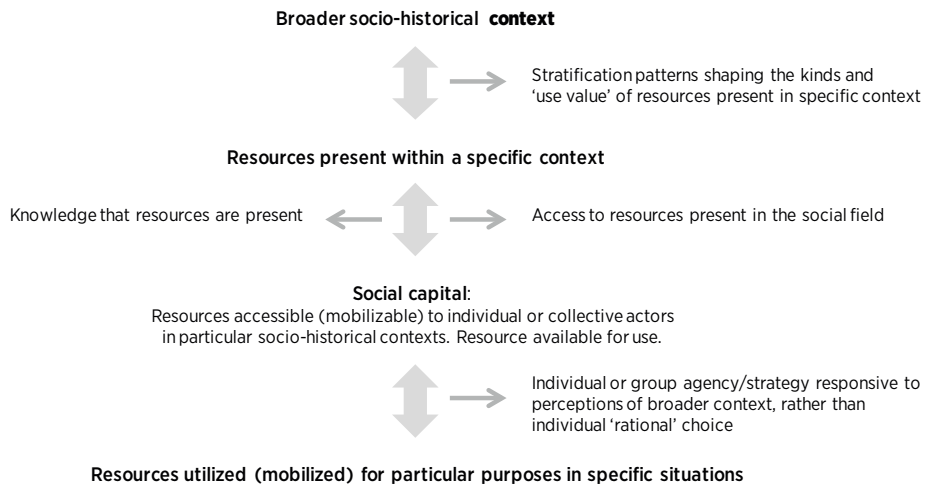 Broader socio-historical context
Stratification patterns shaping the kinds and
‘use value’ of resources present in specific context
Resources present within a specific context
Knowledge that resources are present
Access to resources present in the social field
Social capital:
Resources accessible (mobilizable) to individual or collective actors
in particular socio-historical contexts. Resource available for use.
Individual or group agency/strategy responsive to
perceptions of broader context, rather than
individual ‘rational’ choice
Resources utilized (mobilized) for particular purposes in specific situations